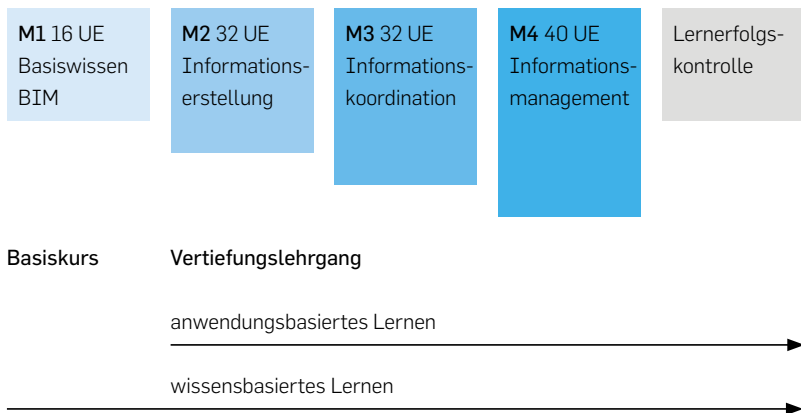 M1 16 UE
Basiswissen
BIM
M2 32 UE
Informations-
erstellung
M3 32 UE
Informations-
koordination
M4 40 UE
Informations-
management
Lernerfolgs-
kontrolle
Basiskurs
Vertiefungslehrgang
anwendungsbasiertes Lernen
wissensbasiertes Lernen